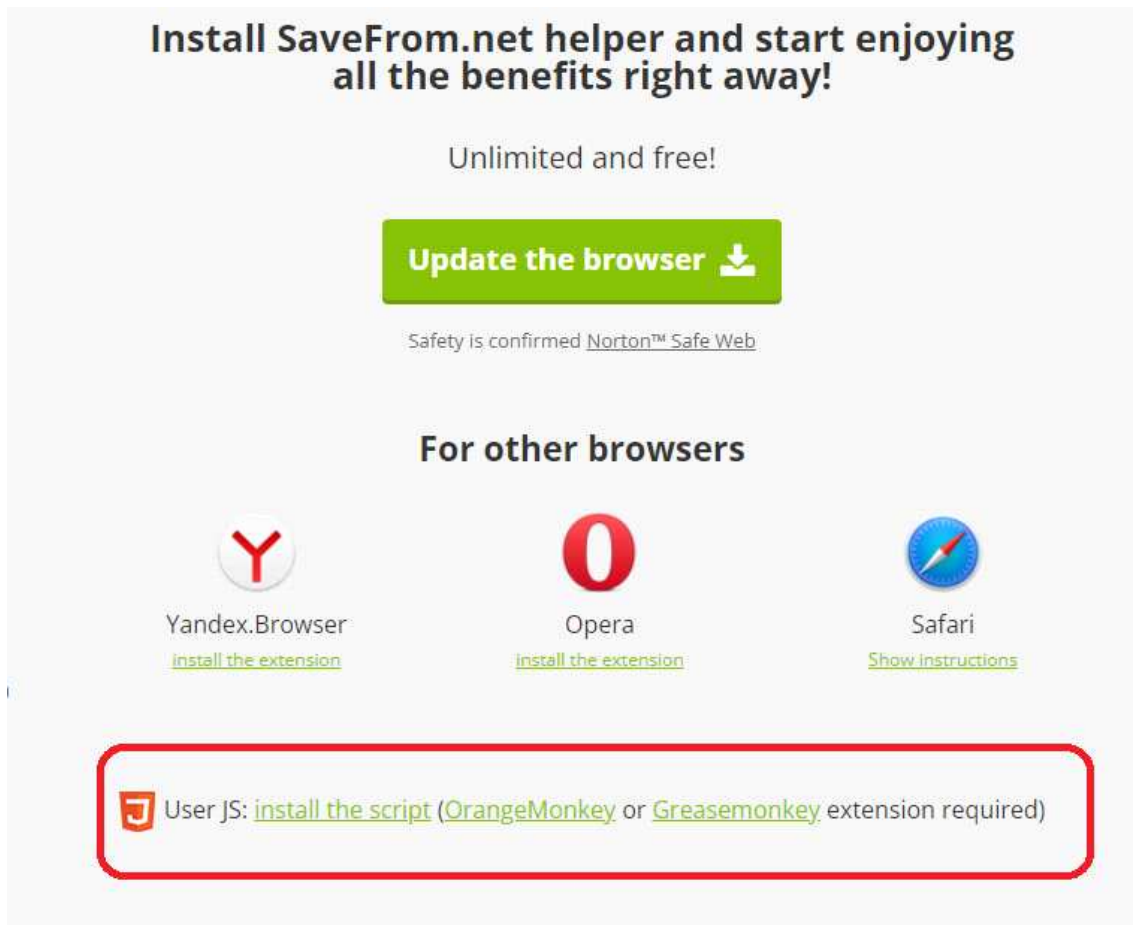 Install SaveFrom.net helper and start enjoying
all the benefits right away!
Unlimited and free!
Update the browser
Safety is confirmed Norton™ Safe Web
For other browsers
Yandex.Browser
Opera
Safari
install the extension
install the extension
Show instructions
User JS: install the script (OrangeMonkey or Greasemonkey extension required)